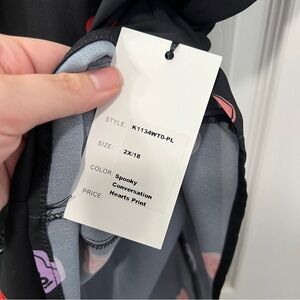 STYLE: K1134WT0-PL
SIZE: 2X/18
COLOR: Spooky
Conversation
Hearts Print
PRICE: